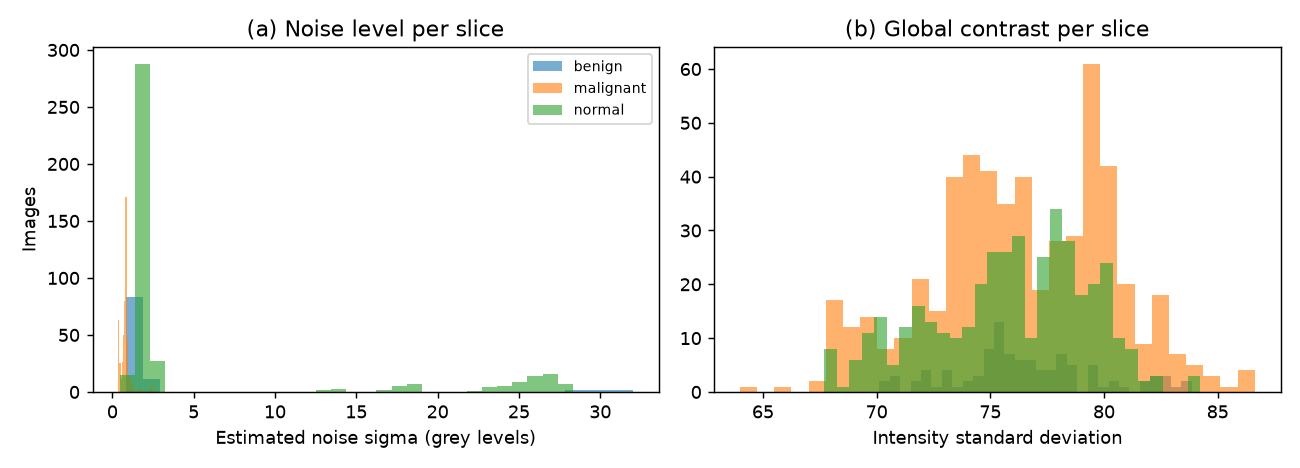 (a) Noise level per slice
300
250
200
150
100
50
0
Images
benign
malignant
normal
0 5 10 15 20 25 30
Estimated noise sigma (grey levels)
(b) Global contrast per slice
60
50
40
30
20
10
0
65 70 75 80 85
Intensity standard deviation